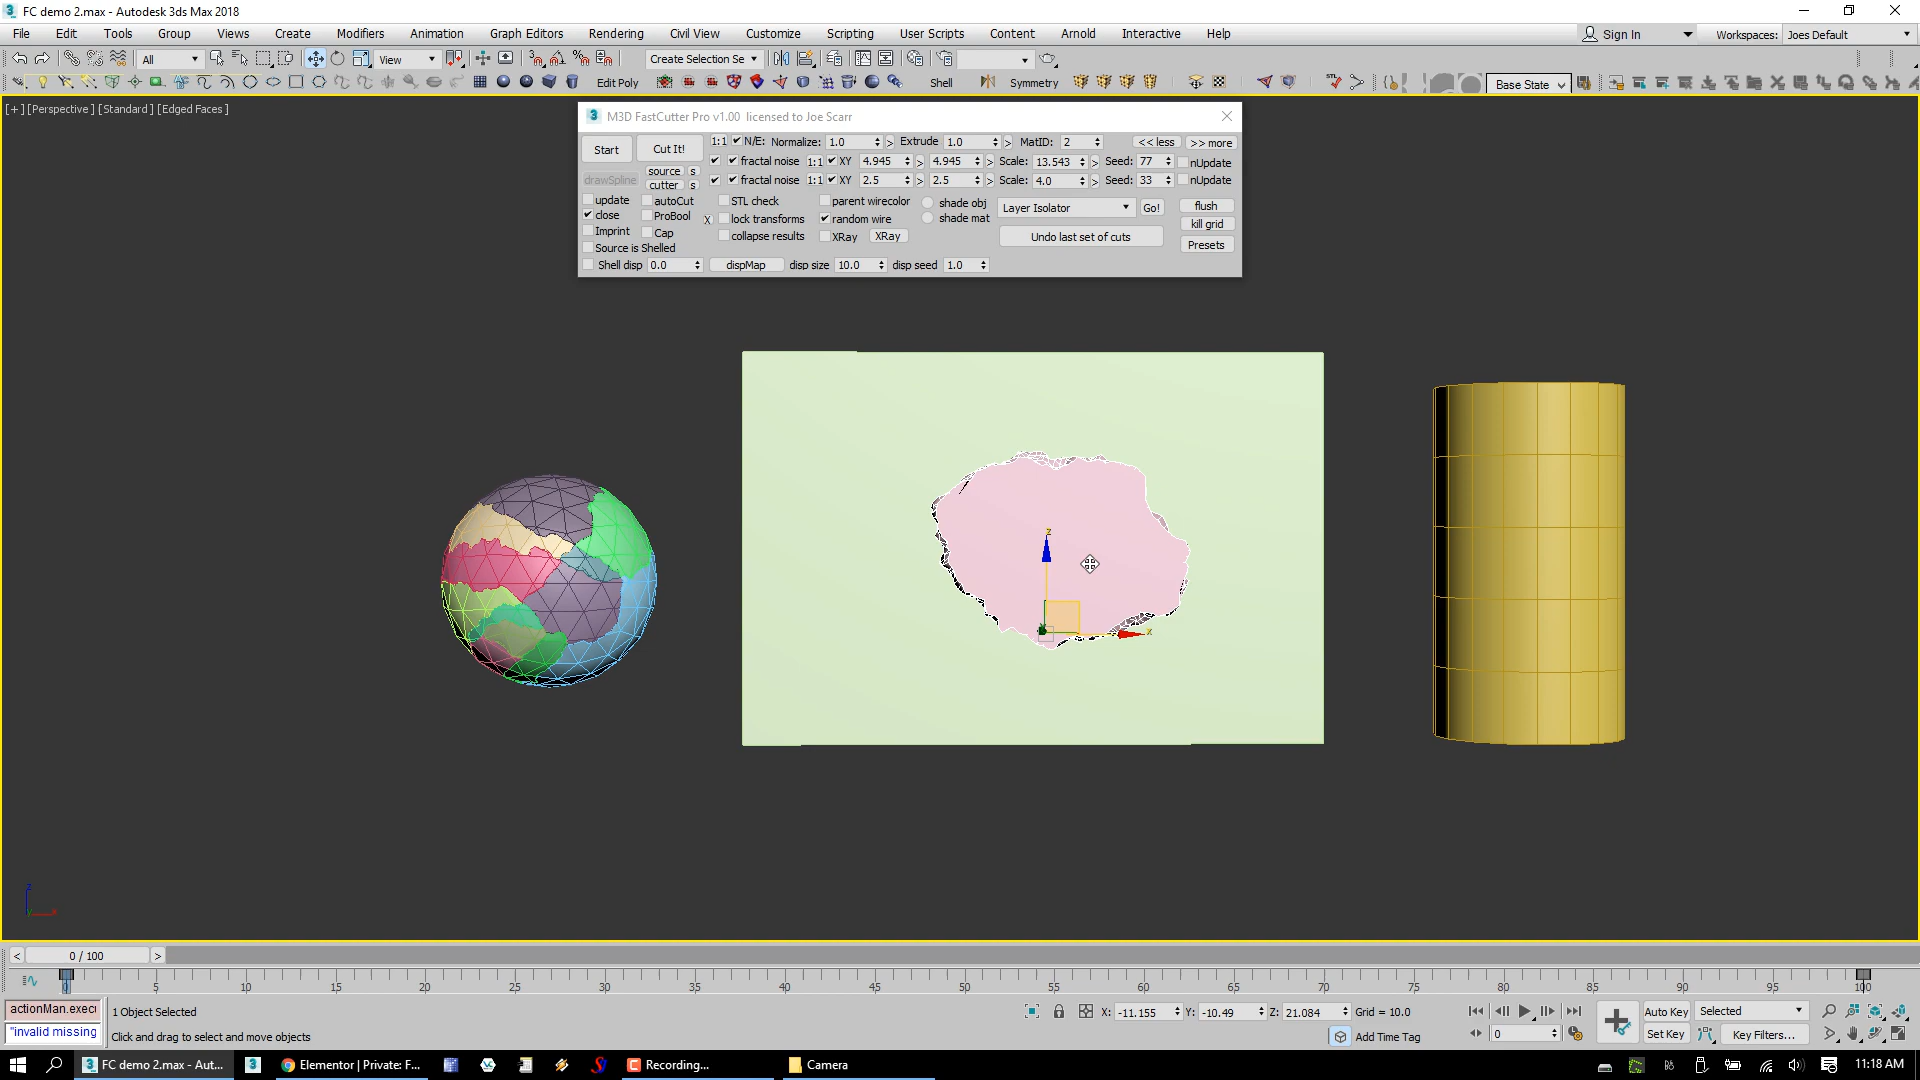 FC demo 2.max - Autodesk 3ds Max 2018
File Edit Tools Group Views Create Modifiers Animation Graph Editors Rendering Civil View Customize Scripting User Scripts Content Arnold Interactive Help Sign In Workspaces: Joes Default
All View Create Selection Se
Edit Poly Shell Symmetry Base State
[+] [Perspective] [Standard] [Edged Faces]
M3D FastCutter Pro v1.00 licensed to Joe Scarr
Start Cut It! 1:1 N/E: Normalize: 1.0 > Extrude 1.0 > MatID: 2 << less >> more
fractal noise 1:1 XY 4.945 > 4.945 > Scale: 13.543 > Seed: 77 nUpdate
source s
drawSpline cutter s fractal noise 1:1 XY 2.5 > 2.5 > Scale: 4.0 > Seed: 33 nUpdate
update autoCut STL check parent wirecolor shade obj Layer Isolator Go! flush
close ProBool X lock transforms random wire shade mat kill grid
Imprint Cap collapse results XRay XRay Undo last set of cuts Presets
Source is Shelled
Shell disp 0.0 dispMap disp size 10.0 disp seed 1.0
z
x
z
< 0 / 100 >
0 5 10 15 20 25 30 35 40 45 50 55 60 65 70 75 80 85 90 95 100
actionMan.exec 1 Object Selected X: -11.155 Y: -10.49 Z: 21.084 Grid = 10.0 Auto Key Selected
"invalid missing Click and drag to select and move objects Add Time Tag 0 Set Key Key Filters...
FC demo 2.max - Aut... Elementor | Private: F... Recording... Camera 11:18 AM